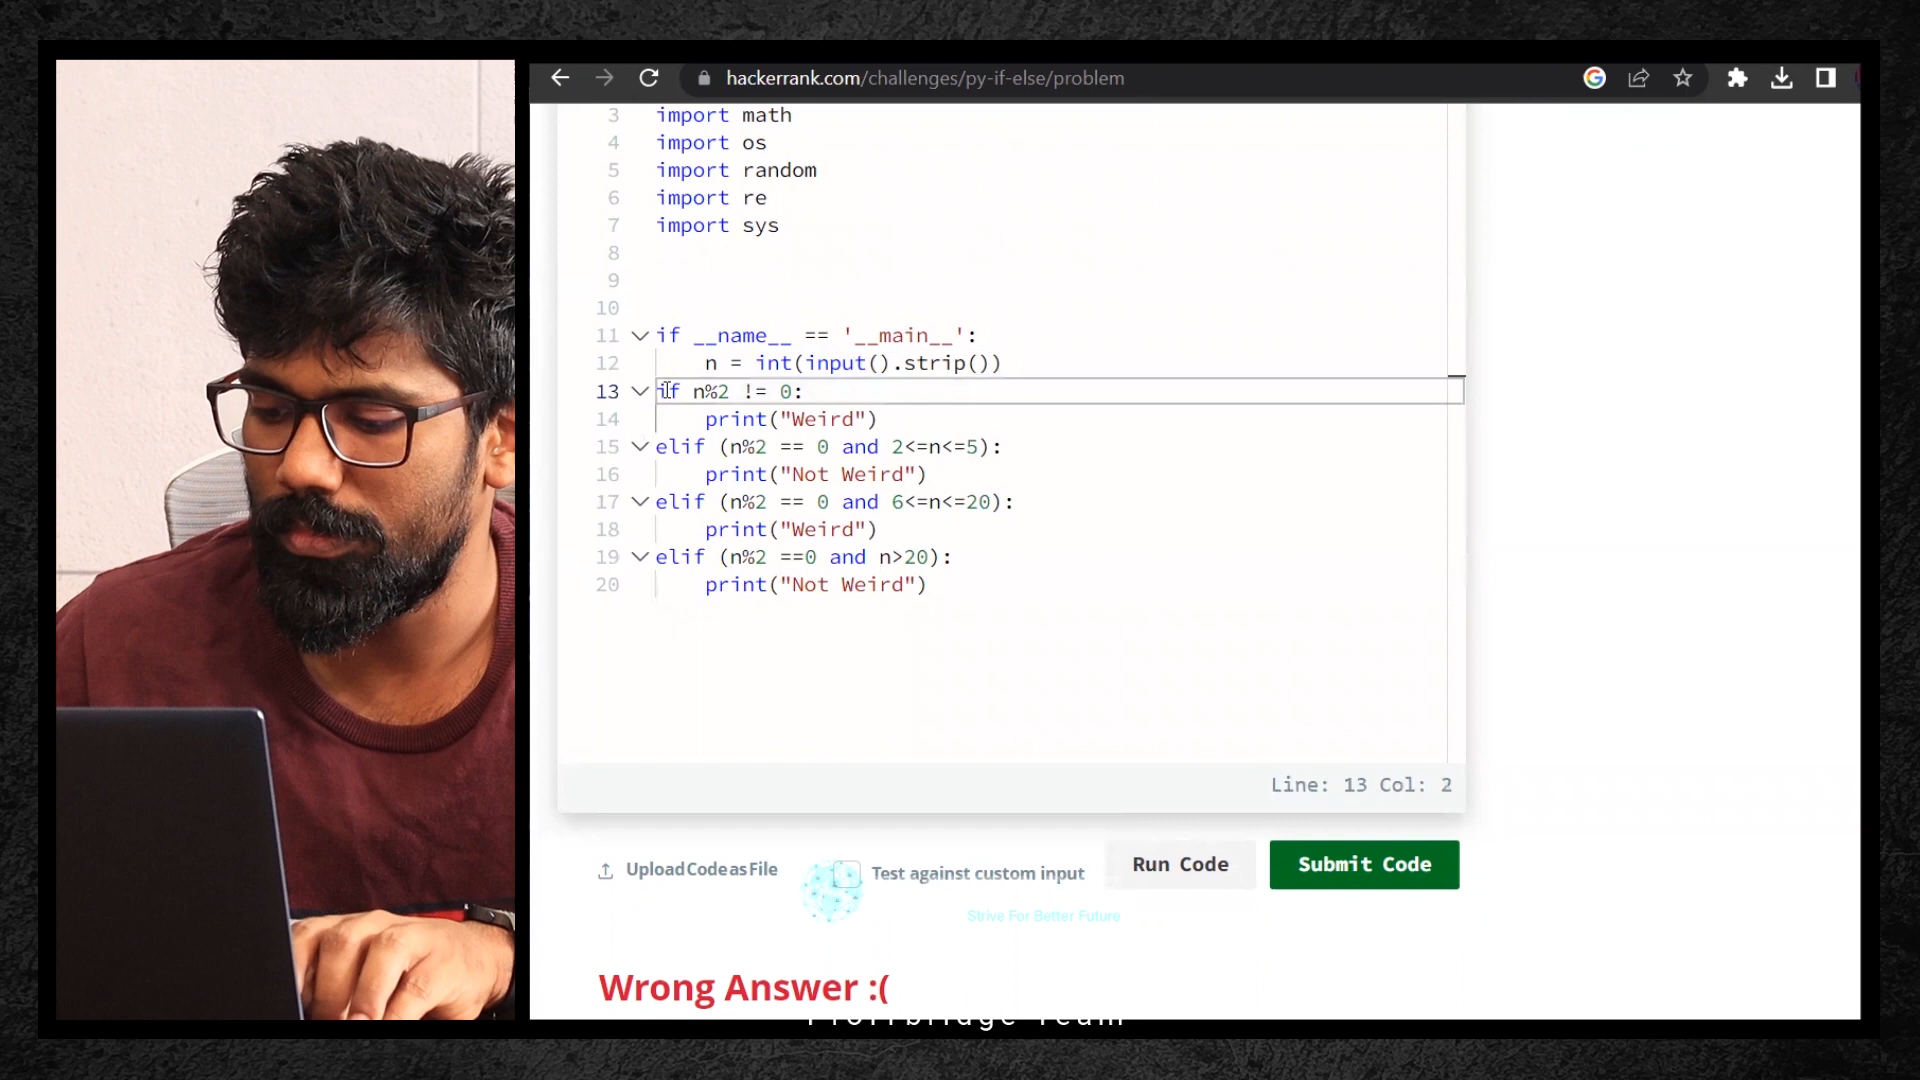 hackerrank.com/challenges/py-if-else/problem
3 import math
4 import os
5 import random
6 import re
7 import sys
8
9
10
11 if __name__ == '__main__':
12 n = int(input().strip())
13 if n%2 != 0:
14 print("Weird")
15 elif (n%2 == 0 and 2<=n<=5):
16 print("Not Weird")
17 elif (n%2 == 0 and 6<=n<=20):
18 print("Weird")
19 elif (n%2 ==0 and n>20):
20 print("Not Weird")
Line: 13 Col: 2
Upload Code as File
Test against custom input
Run Code
Submit Code
Strive For Better Future
Wrong Answer :(
Team